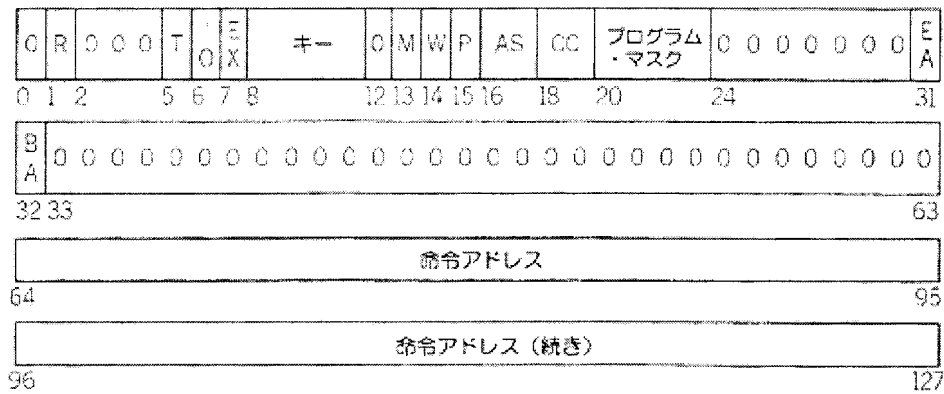 0 R 0 0 0 T I/O EX キー 0 M W P AS CC プログラム・マスク 0 0 0 0 0 0 0 EA
0 1 2 5 6 7 8 12 13 14 15 16 18 20 24 31
BA 0 0 0 0 0 0 0 0 0 0 0 0 0 0 0 0 0 0 0 0 0 0 0 0 0 0 0 0 0 0 0
32 33 63
命令アドレス
64 95
命令アドレス（続き）
96 127